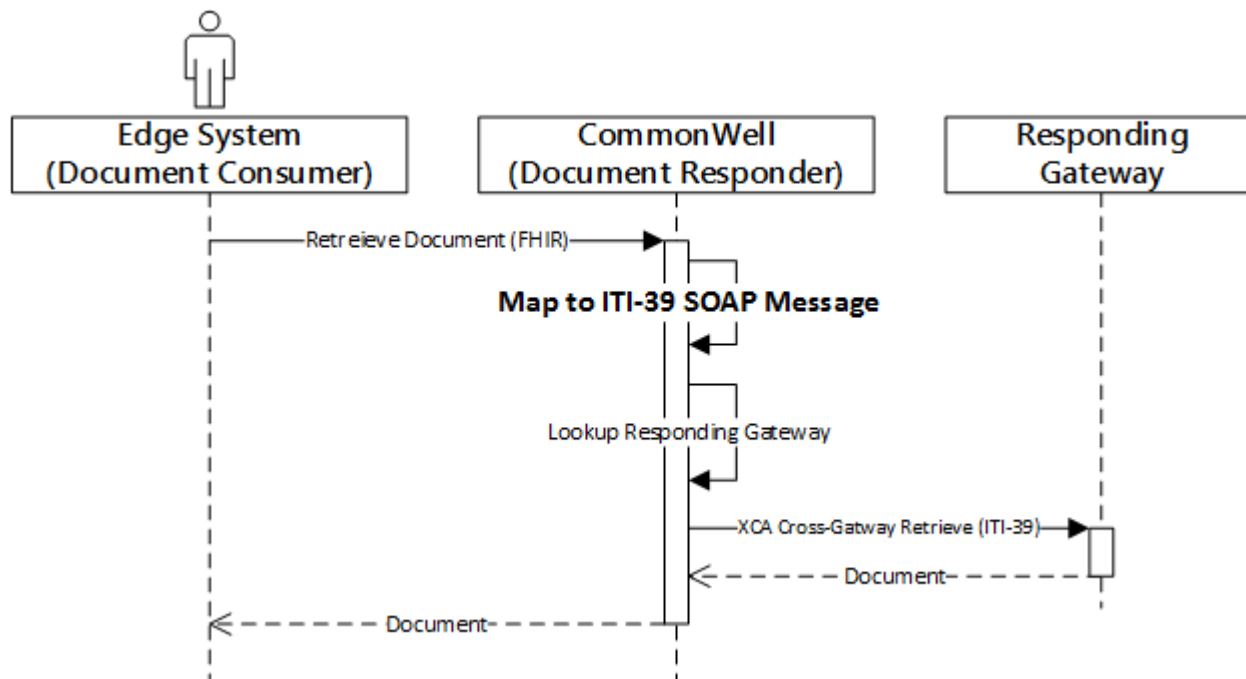 Edge System
(Document Consumer)
CommonWell
(Document Responder)
Responding
Gateway
Retreieve Document (FHIR)
Map to ITI-39 SOAP Message
Lookup Responding Gateway
XCA Cross-Gatway Retrieve (ITI-39)
Document
Document